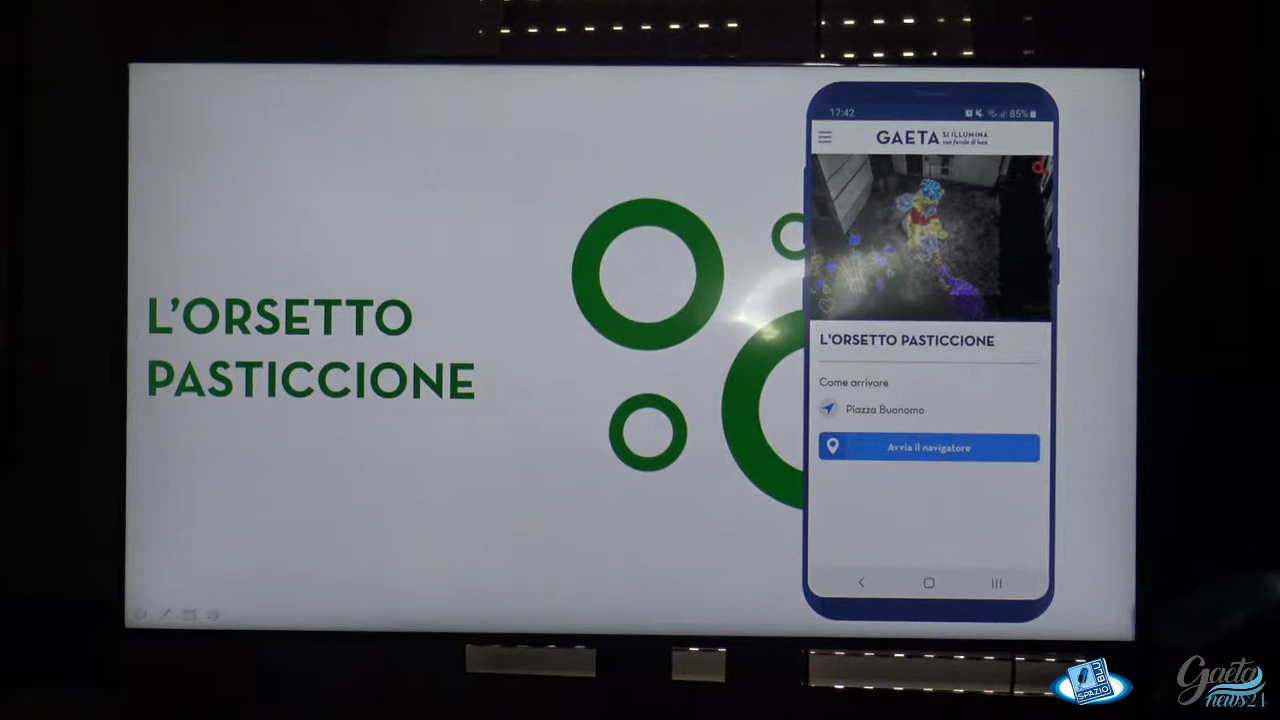 L'ORSETTO
PASTICCIONE
17:42
85%
GAETA SI ILLUMINA
con favole di luce
L'ORSETTO PASTICCIONE
Come arrivare
Piazza Buonomo
Avvia il navigatore
SPAZIO BLU
Gaeta
news24